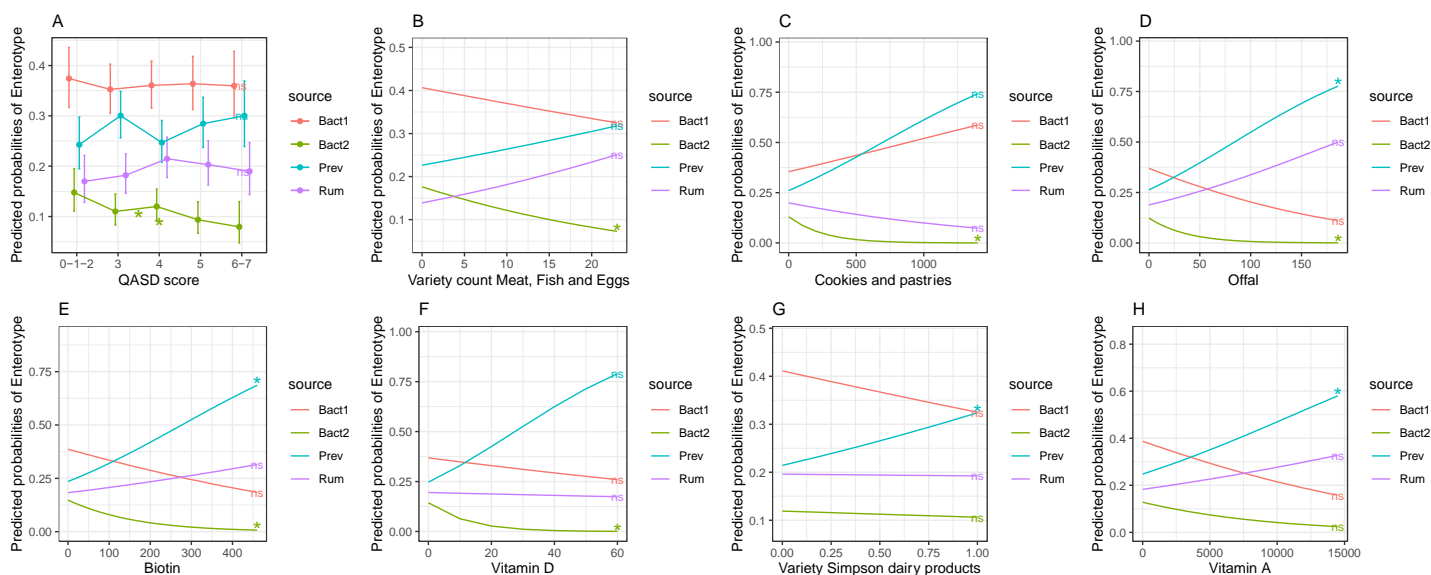 A
Predicted probabilities of Enterotype
0.4
0.3
0.2
0.1
ns
ns
ns
*
*
0−1−2
3
4
5
6−7
QASD score
source
Bact1
Bact2
Prev
Rum
B
Predicted probabilities of Enterotype
0.5
0.4
0.3
0.2
0.1
ns
ns
ns
*
0
5
10
15
20
Variety count Meat, Fish and Eggs
source
Bact1
Bact2
Prev
Rum
C
Predicted probabilities of Enterotype
1.00
0.75
0.50
0.25
0.00
ns
ns
ns
*
0
500
1000
Cookies and pastries
source
Bact1
Bact2
Prev
Rum
D
Predicted probabilities of Enterotype
1.00
0.75
0.50
0.25
0.00
*
ns
ns
*
0
50
100
150
Offal
source
Bact1
Bact2
Prev
Rum
E
Predicted probabilities of Enterotype
0.75
0.50
0.25
0.00
*
ns
ns
*
0
100
200
300
400
Biotin
source
Bact1
Bact2
Prev
Rum
F
Predicted probabilities of Enterotype
1.00
0.75
0.50
0.25
0.00
ns
ns
ns
*
0
20
40
60
Vitamin D
source
Bact1
Bact2
Prev
Rum
G
Predicted probabilities of Enterotype
0.5
0.4
0.3
0.2
0.1
*
ns
ns
ns
0.00
0.25
0.50
0.75
1.00
Variety Simpson dairy products
source
Bact1
Bact2
Prev
Rum
H
Predicted probabilities of Enterotype
0.8
0.6
0.4
0.2
0.0
*
ns
ns
ns
0
5000
10000
15000
Vitamin A
source
Bact1
Bact2
Prev
Rum